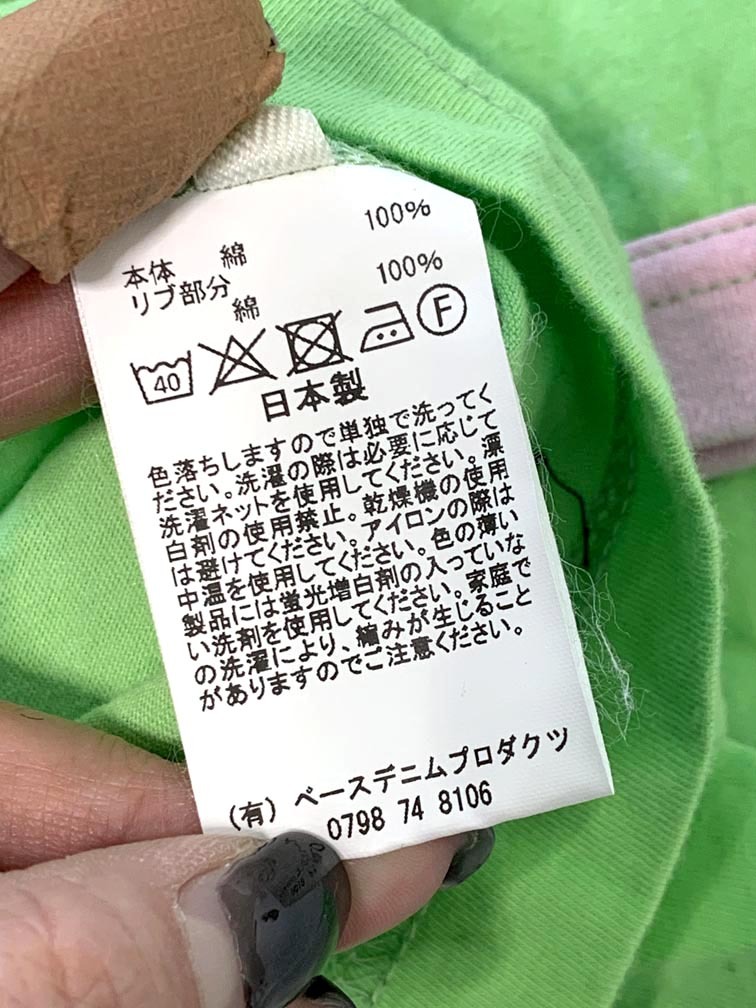 本体 綿 100%
リブ部分 綿 100%
40 F
日本製
色落ちしますので単独で洗ってく
ださい。洗濯の際は必要に応じて
洗濯ネットを使用してください。漂
白剤の使用禁止。乾燥機の使用
は避けてください。アイロンの際は
中温を使用してください。色の薄い
製品には蛍光増白剤の入っていな
い洗剤を使用してください。家庭で
の洗濯により、縮みが生じること
がありますのでご注意ください。
(有) ベースデニムプロダクツ
0798 74 8106